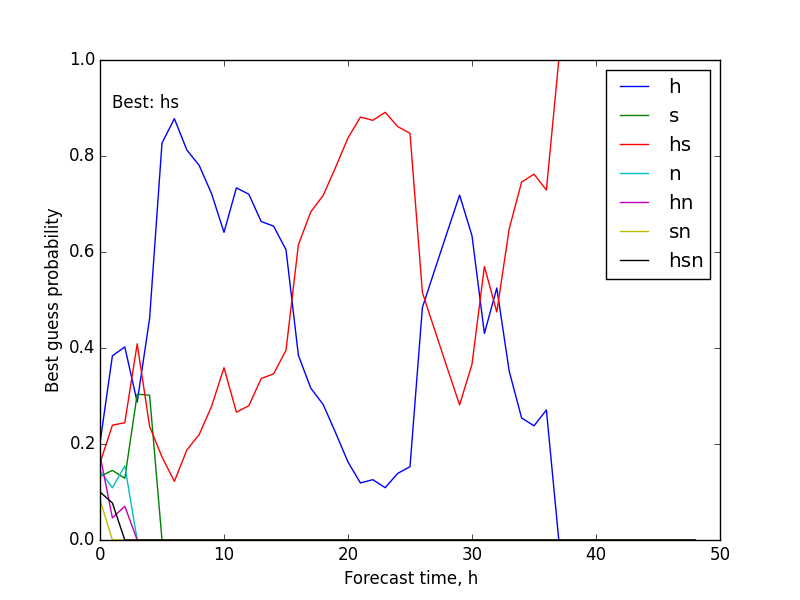 1.0
0.8
0.6
0.4
0.2
0.0
Best guess probability
Best: hs
h
s
hs
n
hn
sn
hsn
0 10 20 30 40 50
Forecast time, h